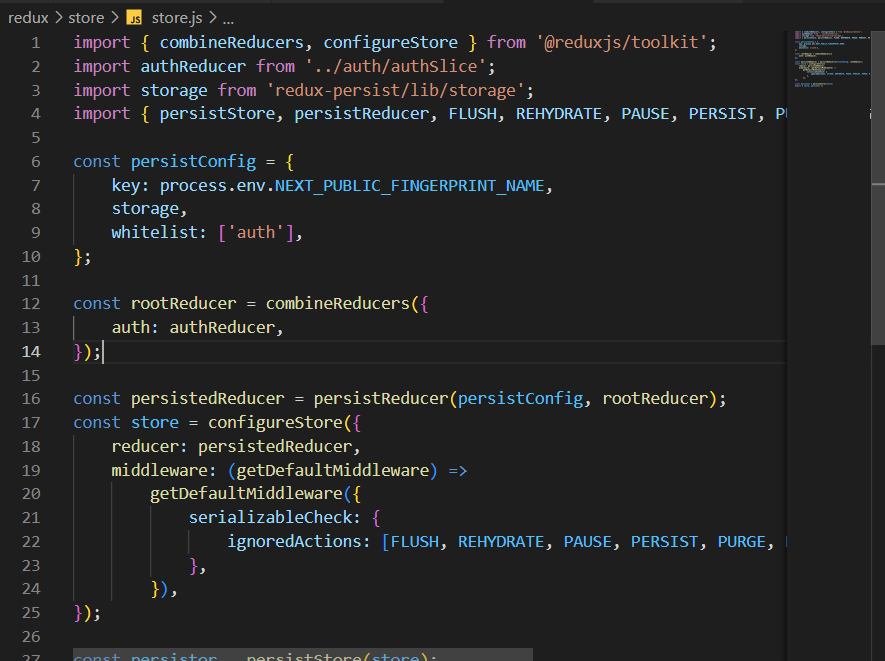 redux > store > JS store.js > ...
1 import { combineReducers, configureStore } from '@reduxjs/toolkit';
2 import authReducer from '../auth/authSlice';
3 import storage from 'redux-persist/lib/storage';
4 import { persistStore, persistReducer, FLUSH, REHYDRATE, PAUSE, PERSIST,
5
6 const persistConfig = {
7     key: process.env.NEXT_PUBLIC_FINGERPRINT_NAME,
8     storage,
9     whitelist: ['auth'],
10 };
11
12 const rootReducer = combineReducers({
13     auth: authReducer,
14 });
15
16 const persistedReducer = persistReducer(persistConfig, rootReducer);
17 const store = configureStore({
18     reducer: persistedReducer,
19     middleware: (getDefaultMiddleware) =>
20         getDefaultMiddleware({
21             serializableCheck: {
22                 ignoredActions: [FLUSH, REHYDRATE, PAUSE, PERSIST, PURGE,
23             },
24         }),
25 });
26
27 const persistor = persistStore(store);